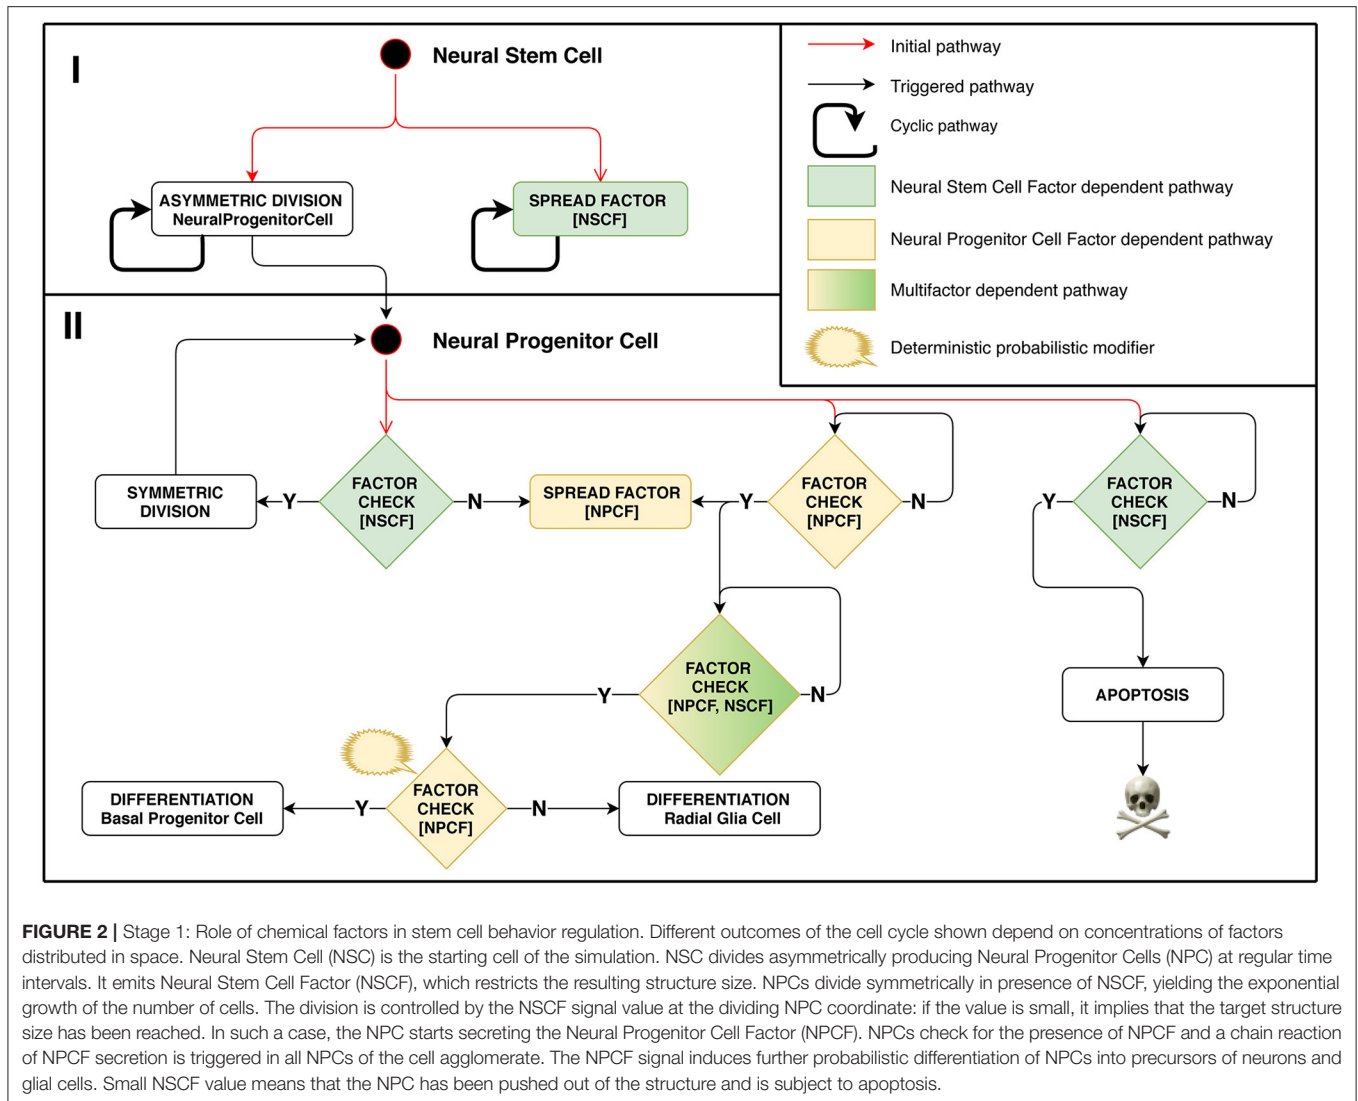 I
Neural Stem Cell
ASYMMETRIC DIVISION
NeuralProgenitorCell
SPREAD FACTOR
[NSCF]
Initial pathway
Triggered pathway
Cyclic pathway
Neural Stem Cell Factor dependent pathway
Neural Progenitor Cell Factor dependent pathway
Multifactor dependent pathway
Deterministic probabilistic modifier
II
Neural Progenitor Cell
SYMMETRIC
DIVISION
Y
FACTOR
CHECK
[NSCF]
N
SPREAD FACTOR
[NPCF]
Y
FACTOR
CHECK
[NPCF]
N
Y
FACTOR
CHECK
[NSCF]
N
Y
FACTOR
CHECK
[NPCF, NSCF]
N
APOPTOSIS
DIFFERENTIATION
Basal Progenitor Cell
Y
FACTOR
CHECK
[NPCF]
N
DIFFERENTIATION
Radial Glia Cell
FIGURE 2 | Stage 1: Role of chemical factors in stem cell behavior regulation. Different outcomes of the cell cycle shown depend on concentrations of factors
distributed in space. Neural Stem Cell (NSC) is the starting cell of the simulation. NSC divides asymmetrically producing Neural Progenitor Cells (NPC) at regular time
intervals. It emits Neural Stem Cell Factor (NSCF), which restricts the resulting structure size. NPCs divide symmetrically in presence of NSCF, yielding the exponential
growth of the number of cells. The division is controlled by the NSCF signal value at the dividing NPC coordinate: if the value is small, it implies that the target structure
size has been reached. In such a case, the NPC starts secreting the Neural Progenitor Cell Factor (NPCF). NPCs check for the presence of NPCF and a chain reaction
of NPCF secretion is triggered in all NPCs of the cell agglomerate. The NPCF signal induces further probabilistic differentiation of NPCs into precursors of neurons and
glial cells. Small NSCF value means that the NPC has been pushed out of the structure and is subject to apoptosis.